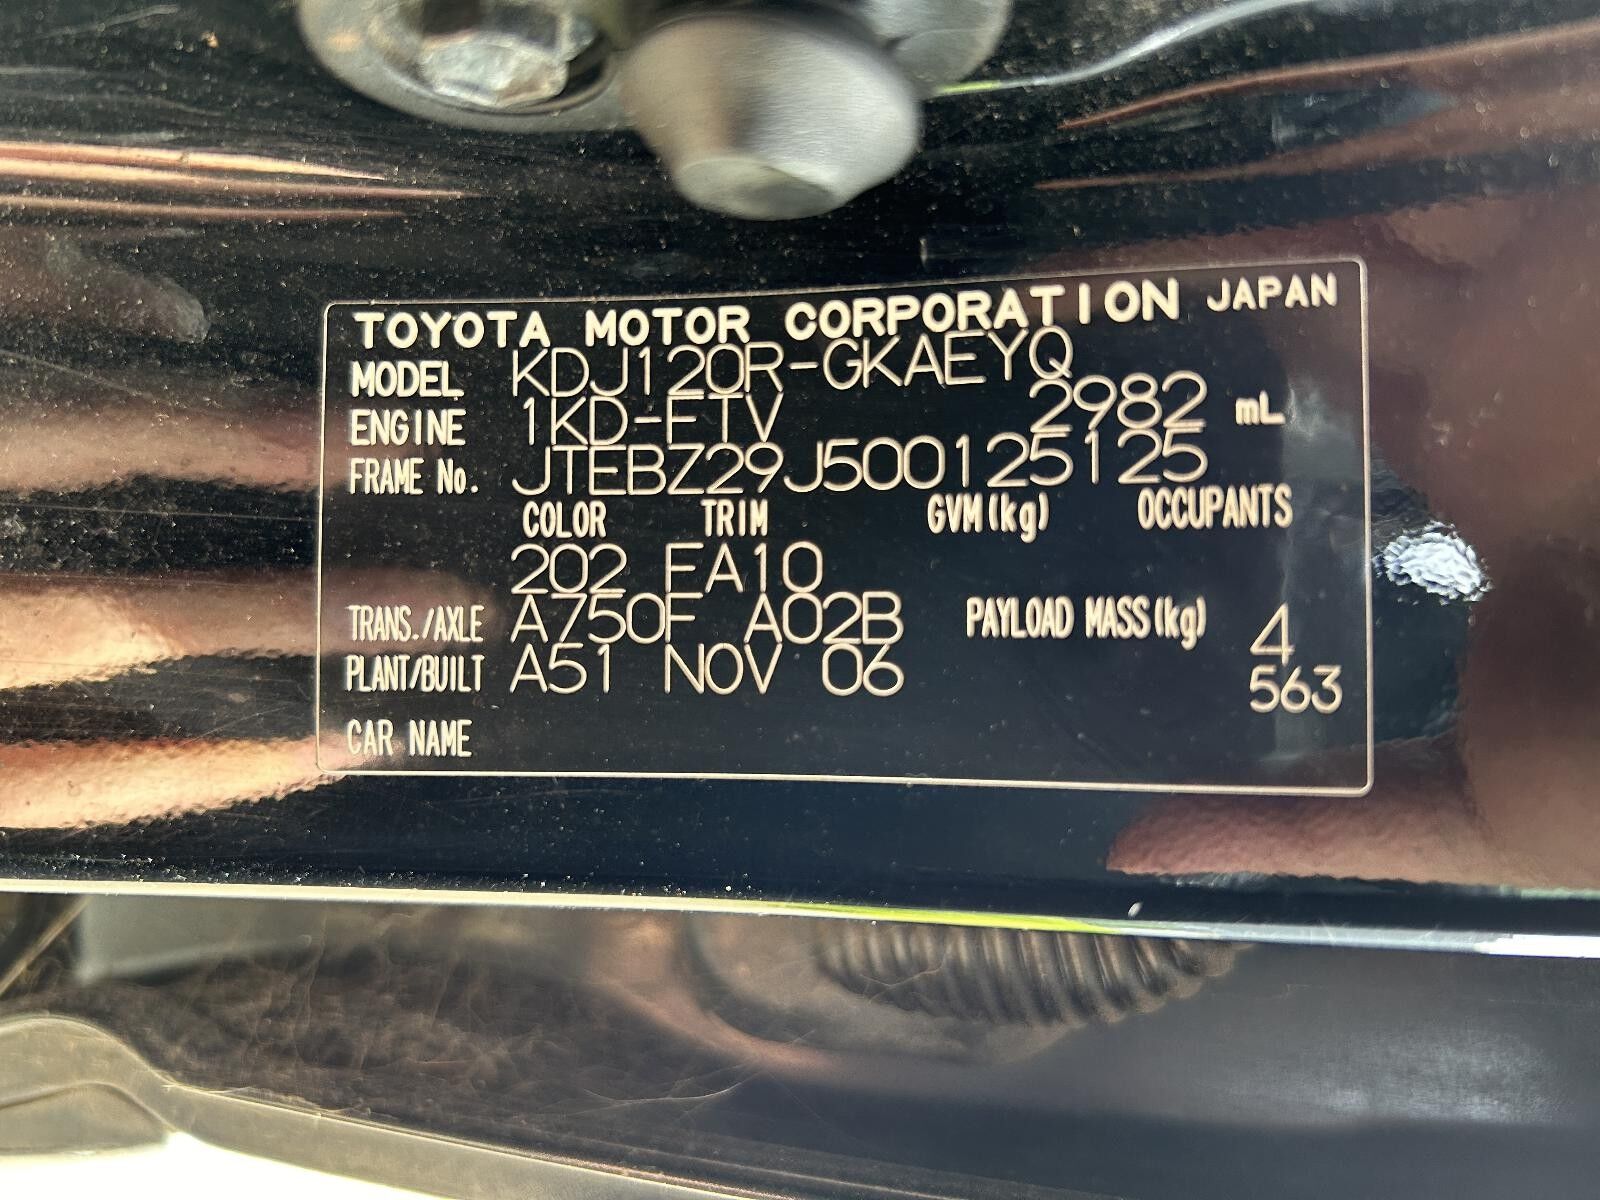 TOYOTA MOTOR CORPORATION JAPAN
MODEL KDJ120R-GKAEYQ
ENGINE 1KD-FTV 2982 mL
FRAME No. JTEBZ29J500125125
COLOR TRIM GVM(kg) OCCUPANTS
202 FA10
TRANS./AXLE A750F A02B PAYLOAD MASS(kg) 4
PLANT/BUILT A51 NOV 06 563
CAR NAME